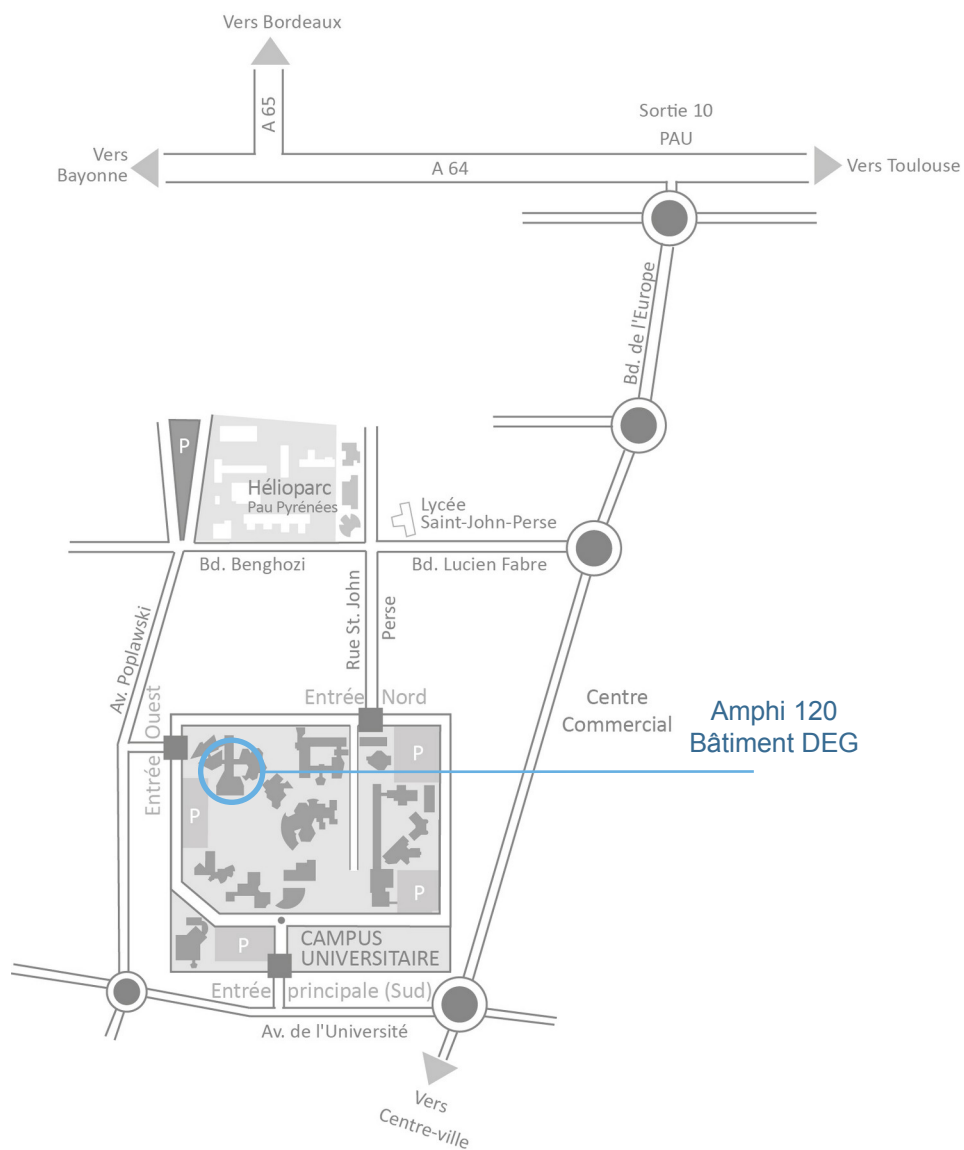 Vers Bordeaux
A 65
Sortie 10
PAU
Vers
Bayonne
A 64
Vers Toulouse
Bd. de l'Europe
P
Hélioparc
Pau Pyrénées
Lycée
Saint-John-Perse
Bd. Benghozi
Bd. Lucien Fabre
Av. Poplawski
Rue St. John
Perse
Entrée Nord
Entrée Ouest
Centre
Commercial
Amphi 120
Bâtiment DEG
P
P
P
P
CAMPUS
UNIVERSITAIRE
Entrée principale (Sud)
Av. de l'Université
Vers
Centre-ville